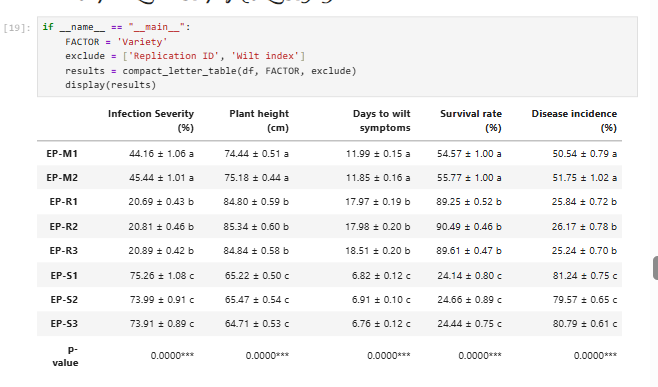 [19]: if __name__ == "__main__":
FACTOR = 'Variety'
exclude = ['Replication ID', 'Wilt index']
results = compact_letter_table(df, FACTOR, exclude)
display(results)
Infection Severity (%) Plant height (cm) Days to wilt symptoms Survival rate (%) Disease incidence (%)
EP-M1 44.16 ± 1.06 a 74.44 ± 0.51 a 11.99 ± 0.15 a 54.57 ± 1.00 a 50.54 ± 0.79 a
EP-M2 45.44 ± 1.01 a 75.18 ± 0.44 a 11.85 ± 0.16 a 55.77 ± 1.00 a 51.75 ± 1.02 a
EP-R1 20.69 ± 0.43 b 84.80 ± 0.59 b 17.97 ± 0.19 b 89.25 ± 0.52 b 25.84 ± 0.72 b
EP-R2 20.81 ± 0.46 b 85.34 ± 0.60 b 17.98 ± 0.20 b 90.49 ± 0.46 b 26.17 ± 0.78 b
EP-R3 20.89 ± 0.42 b 84.84 ± 0.58 b 18.51 ± 0.20 b 89.61 ± 0.47 b 25.24 ± 0.70 b
EP-S1 75.26 ± 1.08 c 65.22 ± 0.50 c 6.82 ± 0.12 c 24.14 ± 0.80 c 81.24 ± 0.75 c
EP-S2 73.99 ± 0.91 c 65.47 ± 0.54 c 6.91 ± 0.10 c 24.66 ± 0.89 c 79.57 ± 0.65 c
EP-S3 73.91 ± 0.89 c 64.71 ± 0.53 c 6.76 ± 0.12 c 24.44 ± 0.75 c 80.79 ± 0.61 c
p-value 0.0000*** 0.0000*** 0.0000*** 0.0000*** 0.0000***